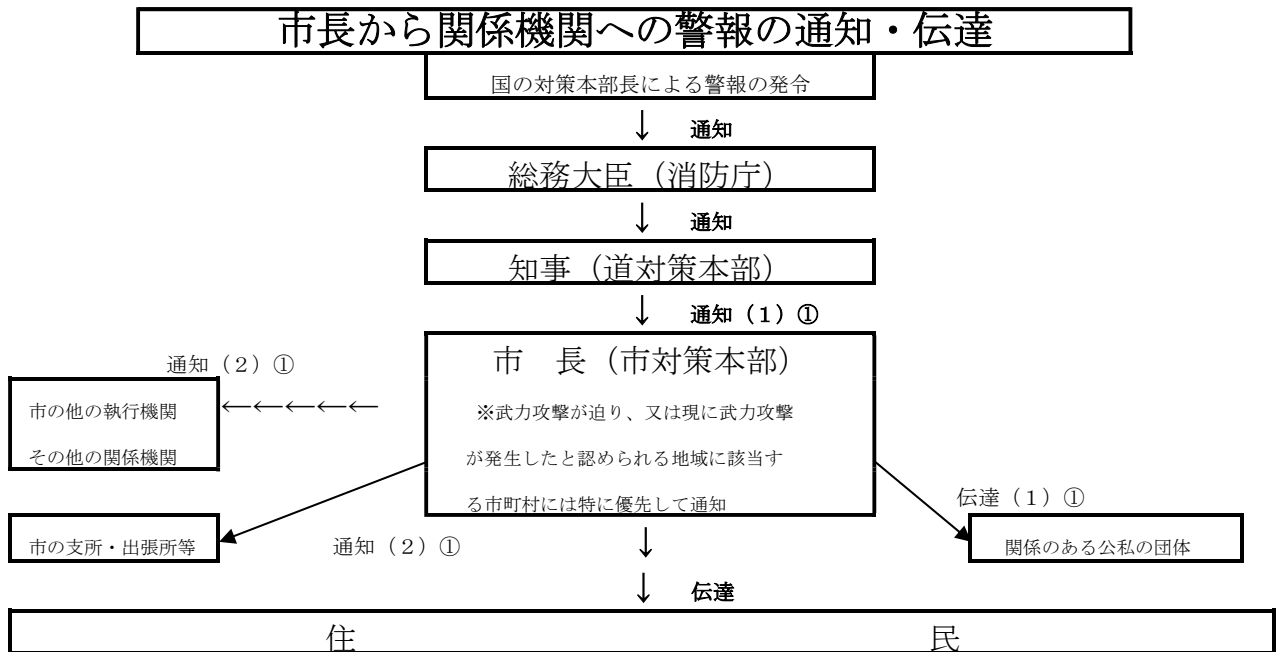 市長から関係機関への警報の通知・伝達
国の対策本部長による警報の発令
↓ 通知
総務大臣（消防庁）
↓ 通知
知事（道対策本部）
↓ 通知（１）①
市　長（市対策本部）
※武力攻撃が迫り、又は現に武力攻撃
が発生したと認められる地域に該当す
る市町村には特に優先して通知
通知（２）①
市の他の執行機関
その他の関係機関
←←←←←
市の支所・出張所等
通知（２）①
伝達（１）①
関係のある公私の団体
↓
↓ 伝達
住　民